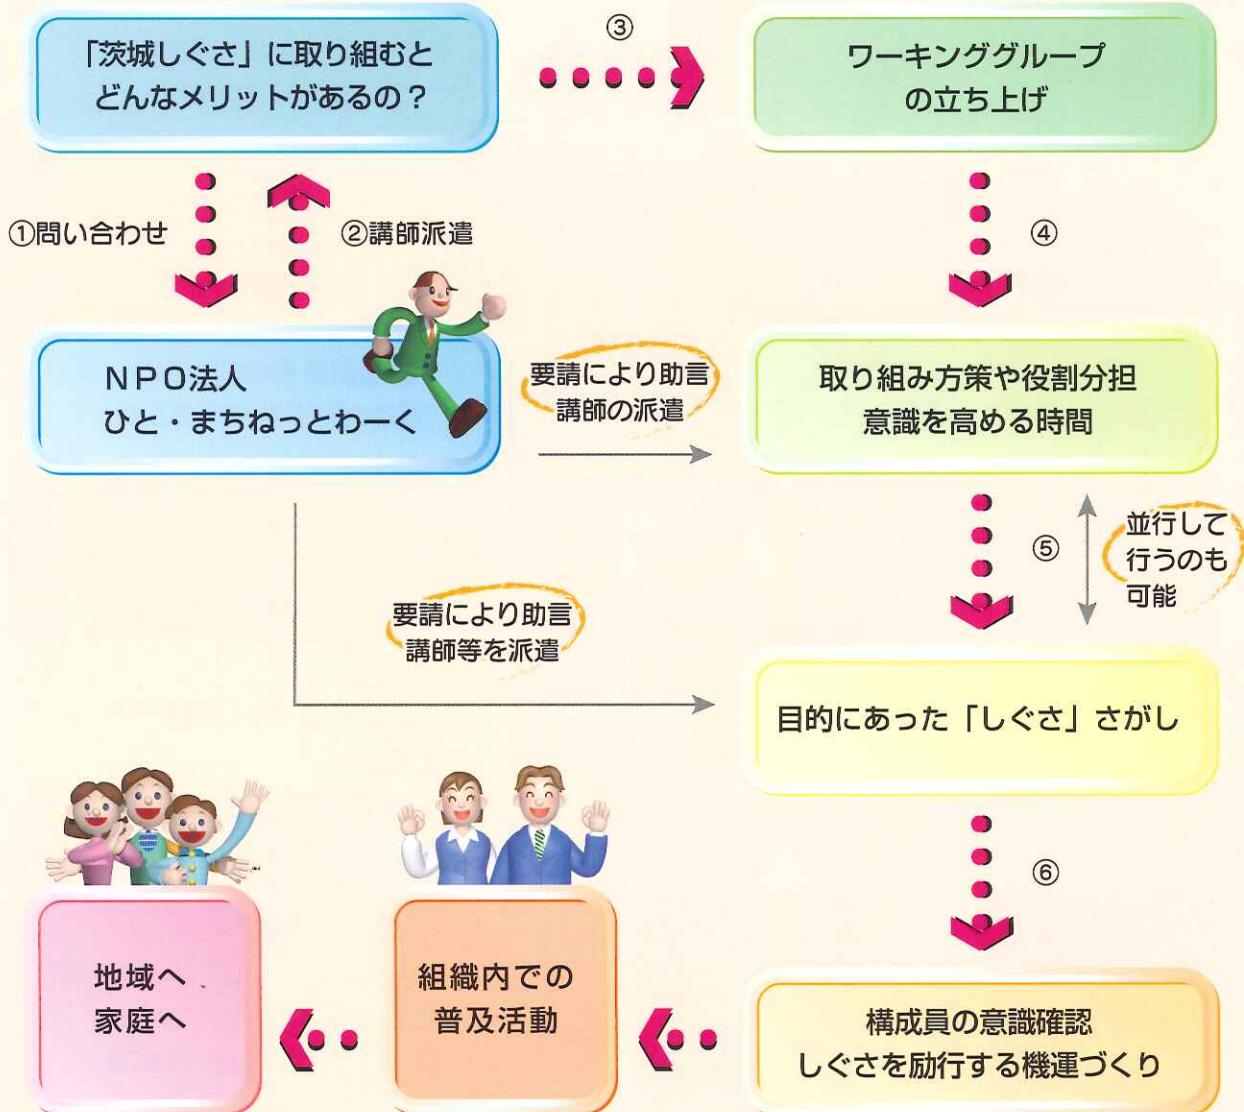 「茨城しぐさ」に取り組むと
どんなメリットがあるの？
③
ワーキンググループ
の立ち上げ
①問い合わせ
②講師派遣
④
NPO法人
ひと・まちねっとわーく
要請により助言
講師の派遣
取り組み方策や役割分担
意識を高める時間
⑤
並行して
行うのも
可能
要請により助言
講師等を派遣
目的にあった「しぐさ」さがし
⑥
地域へ
家庭へ
組織内での
普及活動
構成員の意識確認
しぐさを励行する機運づくり